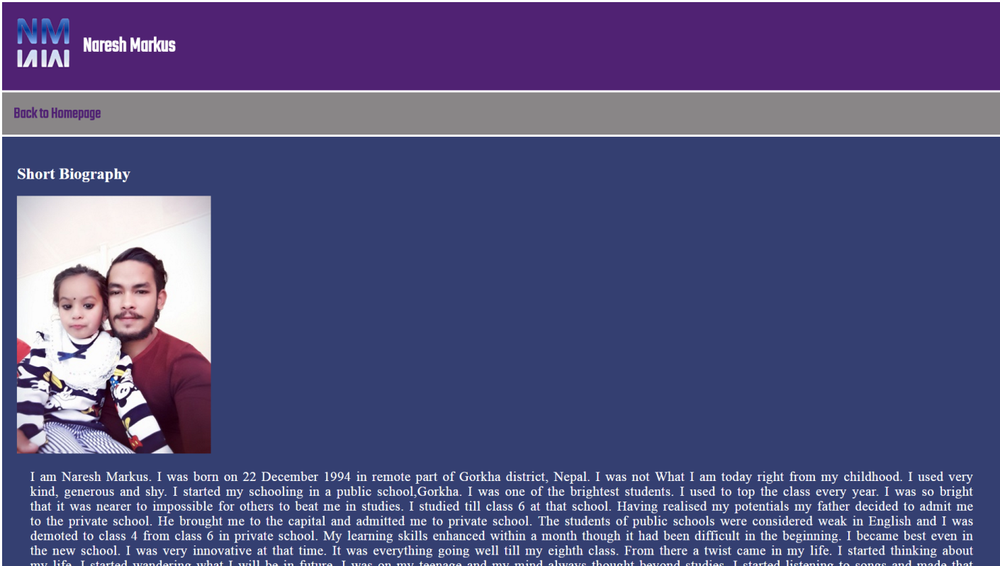 NM
Naresh Markus
Back to Homepage
Short Biography
I am Naresh Markus. I was born on 22 December 1994 in remote part of Gorkha district, Nepal. I was not What I am today right from my childhood. I used very
kind, generous and shy. I started my schooling in a public school,Gorkha. I was one of the brightest students. I used to top the class every year. I was so bright
that it was nearer to impossible for others to beat me in studies. I studied till class 6 at that school. Having realised my potentials my father decided to admit me
to the private school. He brought me to the capital and admitted me to private school. The students of public schools were considered weak in English and I was
demoted to class 4 from class 6 in private school. My learning skills enhanced within a month though it had been difficult in the beginning. I became best even in
the new school. I was very innovative at that time. It was everything going well till my eighth class. From there a twist came in my life. I started thinking about
my life. I started wandering what I will be in future. I was on my teenage and my mind always thought beyond studies. I started listening to songs and made that